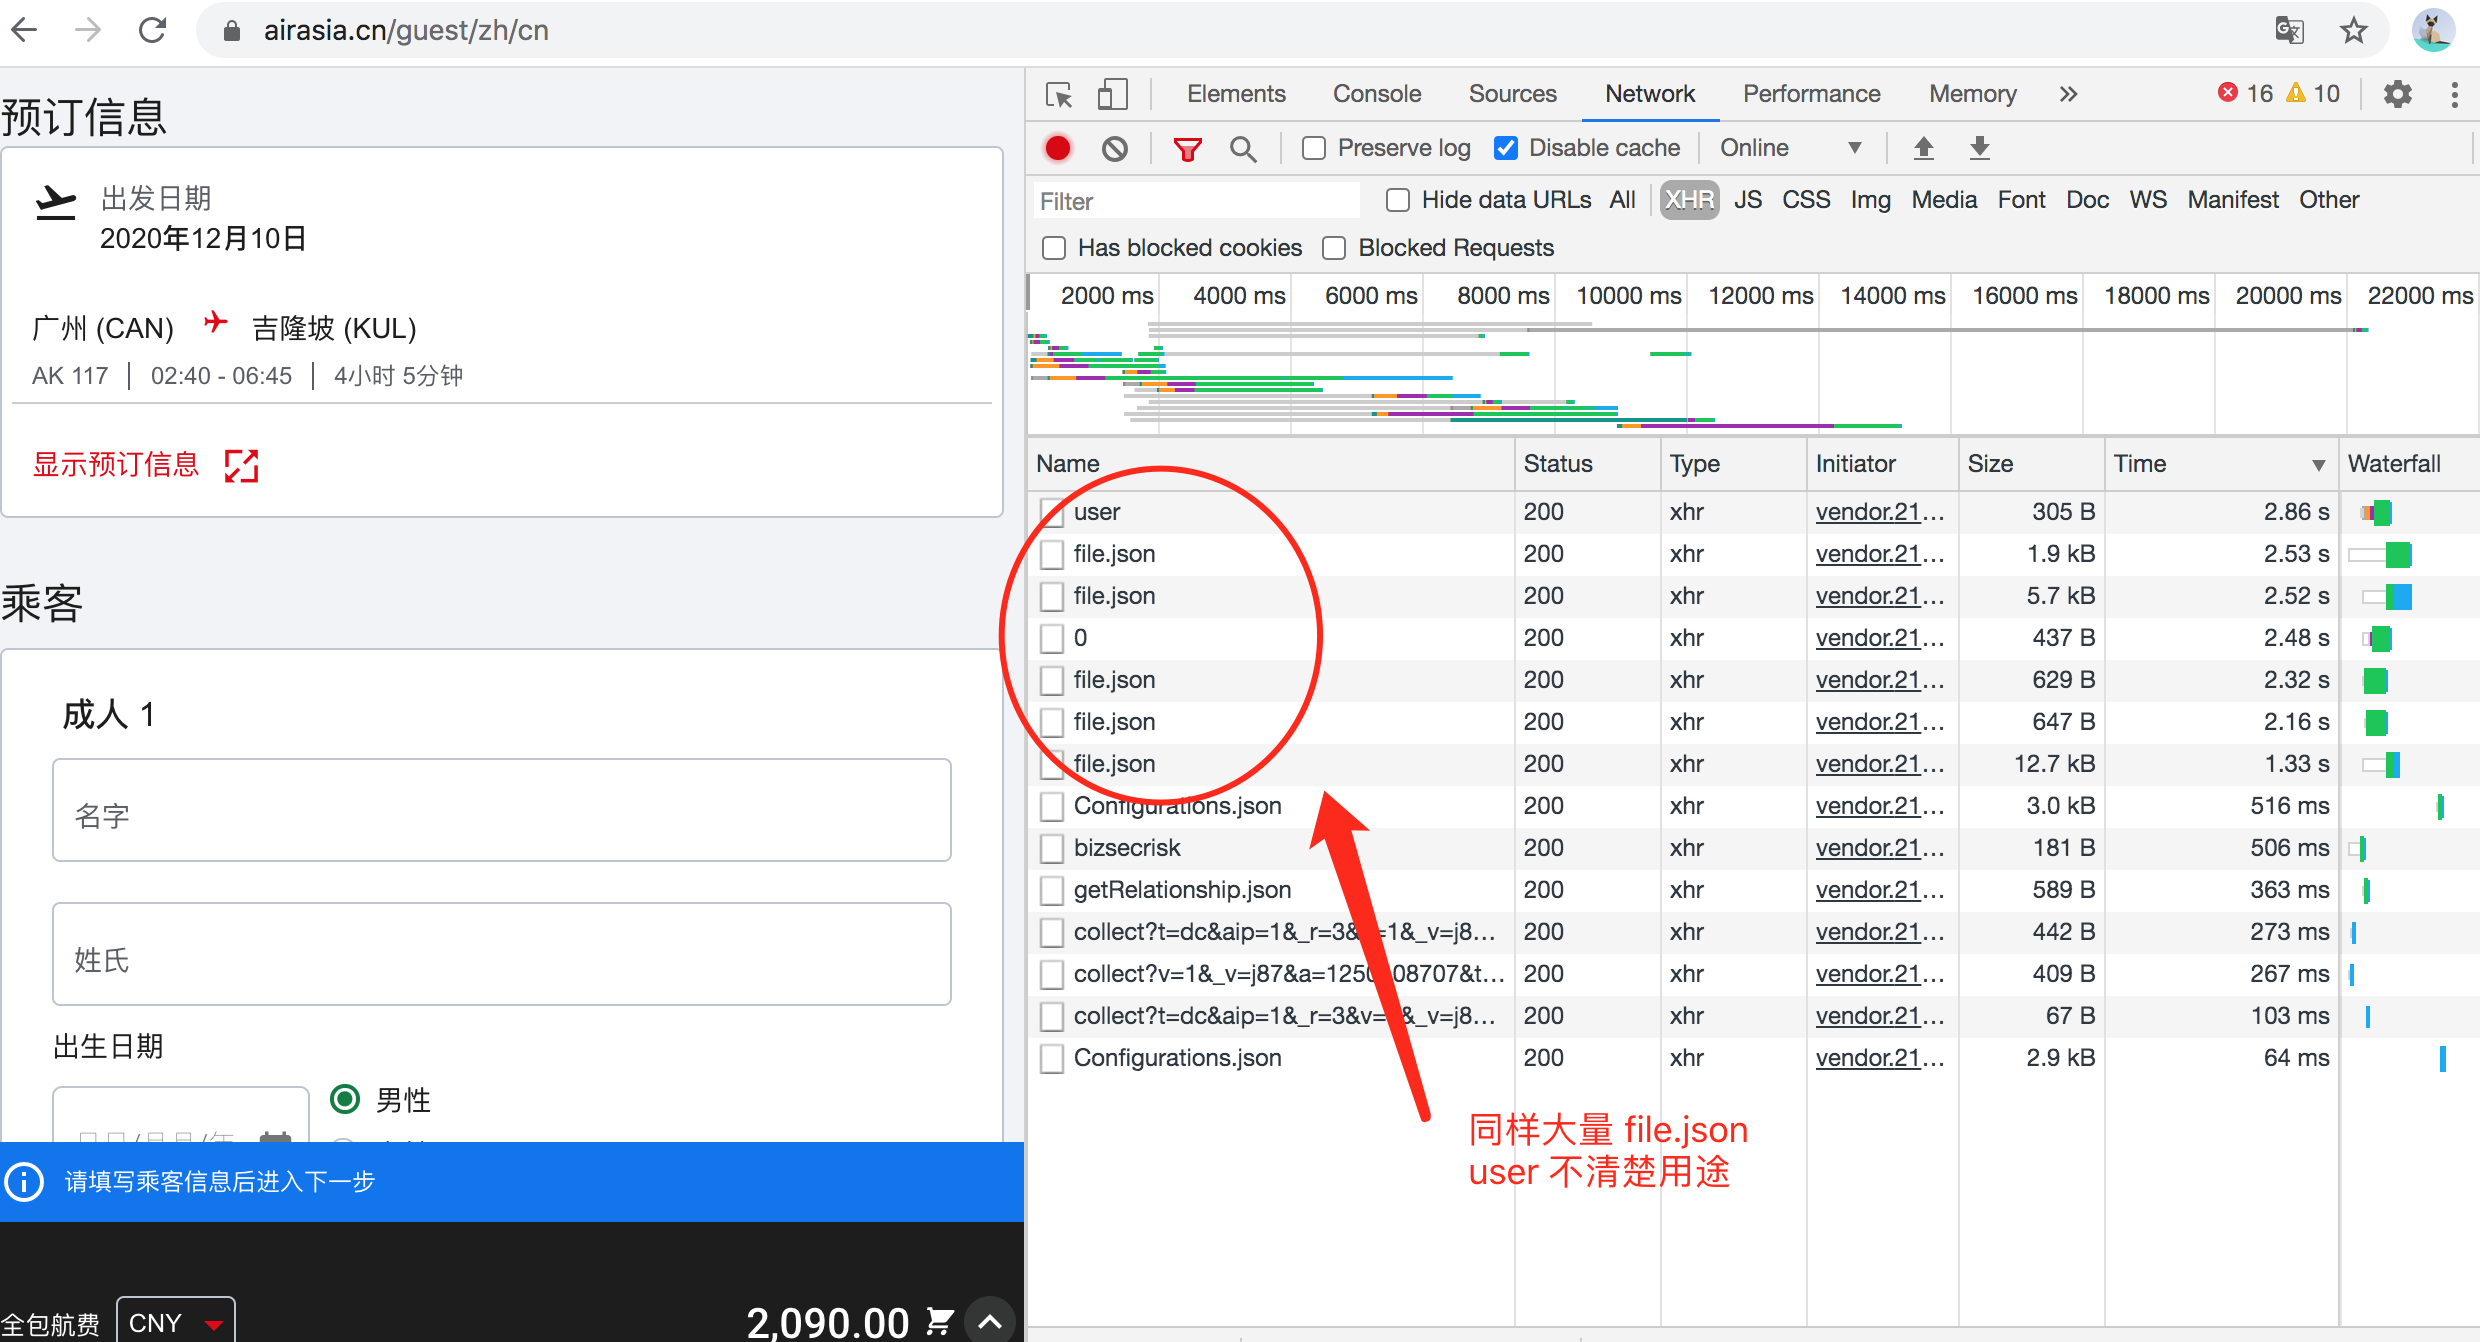 airasia.cn/guest/zh/cn
预订信息
出发日期
2020年12月10日
广州 (CAN) 吉隆坡 (KUL)
AK 117 | 02:40 - 06:45 | 4小时 5分钟
显示预订信息
乘客
成人 1
名字
姓氏
出生日期
男性
请填写乘客信息后进入下一步
全包航费 CNY 2,090.00
Elements Console Sources Network Performance Memory » 16 10
Preserve log Disable cache Online
Filter Hide data URLs All XHR JS CSS Img Media Font Doc WS Manifest Other
Has blocked cookies Blocked Requests
2000 ms 4000 ms 6000 ms 8000 ms 10000 ms 12000 ms 14000 ms 16000 ms 18000 ms 20000 ms 22000 ms
Name Status Type Initiator Size Time Waterfall
user 200 xhr vendor.21... 305 B 2.86 s
file.json 200 xhr vendor.21... 1.9 kB 2.53 s
file.json 200 xhr vendor.21... 5.7 kB 2.52 s
0 200 xhr vendor.21... 437 B 2.48 s
file.json 200 xhr vendor.21... 629 B 2.32 s
file.json 200 xhr vendor.21... 647 B 2.16 s
file.json 200 xhr vendor.21... 12.7 kB 1.33 s
Configurations.json 200 xhr vendor.21... 3.0 kB 516 ms
bizsecrisk 200 xhr vendor.21... 181 B 506 ms
getRelationship.json 200 xhr vendor.21... 589 B 363 ms
collect?t=dc&aip=1&_r=3& =1&_v=j8... 200 xhr vendor.21... 442 B 273 ms
collect?v=1&_v=j87&a=1250 08707&t... 200 xhr vendor.21... 409 B 267 ms
collect?t=dc&aip=1&_r=3&v= &_v=j8... 200 xhr vendor.21... 67 B 103 ms
Configurations.json 200 xhr vendor.21... 2.9 kB 64 ms
同样大量 file.json
user 不清楚用途